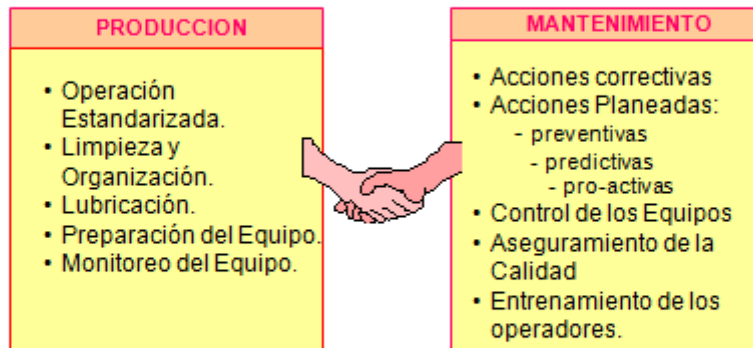 PRODUCCION
• Operación
Estandarizada.
• Limpieza y
Organización.
• Lubricación.
• Preparación del Equipo.
• Monitoreo del Equipo.
MANTENIMIENTO
• Acciones correctivas
• Acciones Planeadas:
- preventivas
- predictivas
- pro-activas
• Control de los Equipos
• Aseguramiento de la
Calidad
• Entrenamiento de los
operadores.